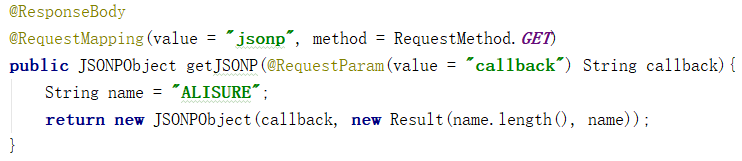 @ResponseBody
@RequestMapping(value = "jsonp", method = RequestMethod.GET)
public JSONPObject getJSONP(@RequestParam(value = "callback") String callback){
    String name = "ALISURE";
    return new JSONPObject(callback, new Result(name.length(), name));
}